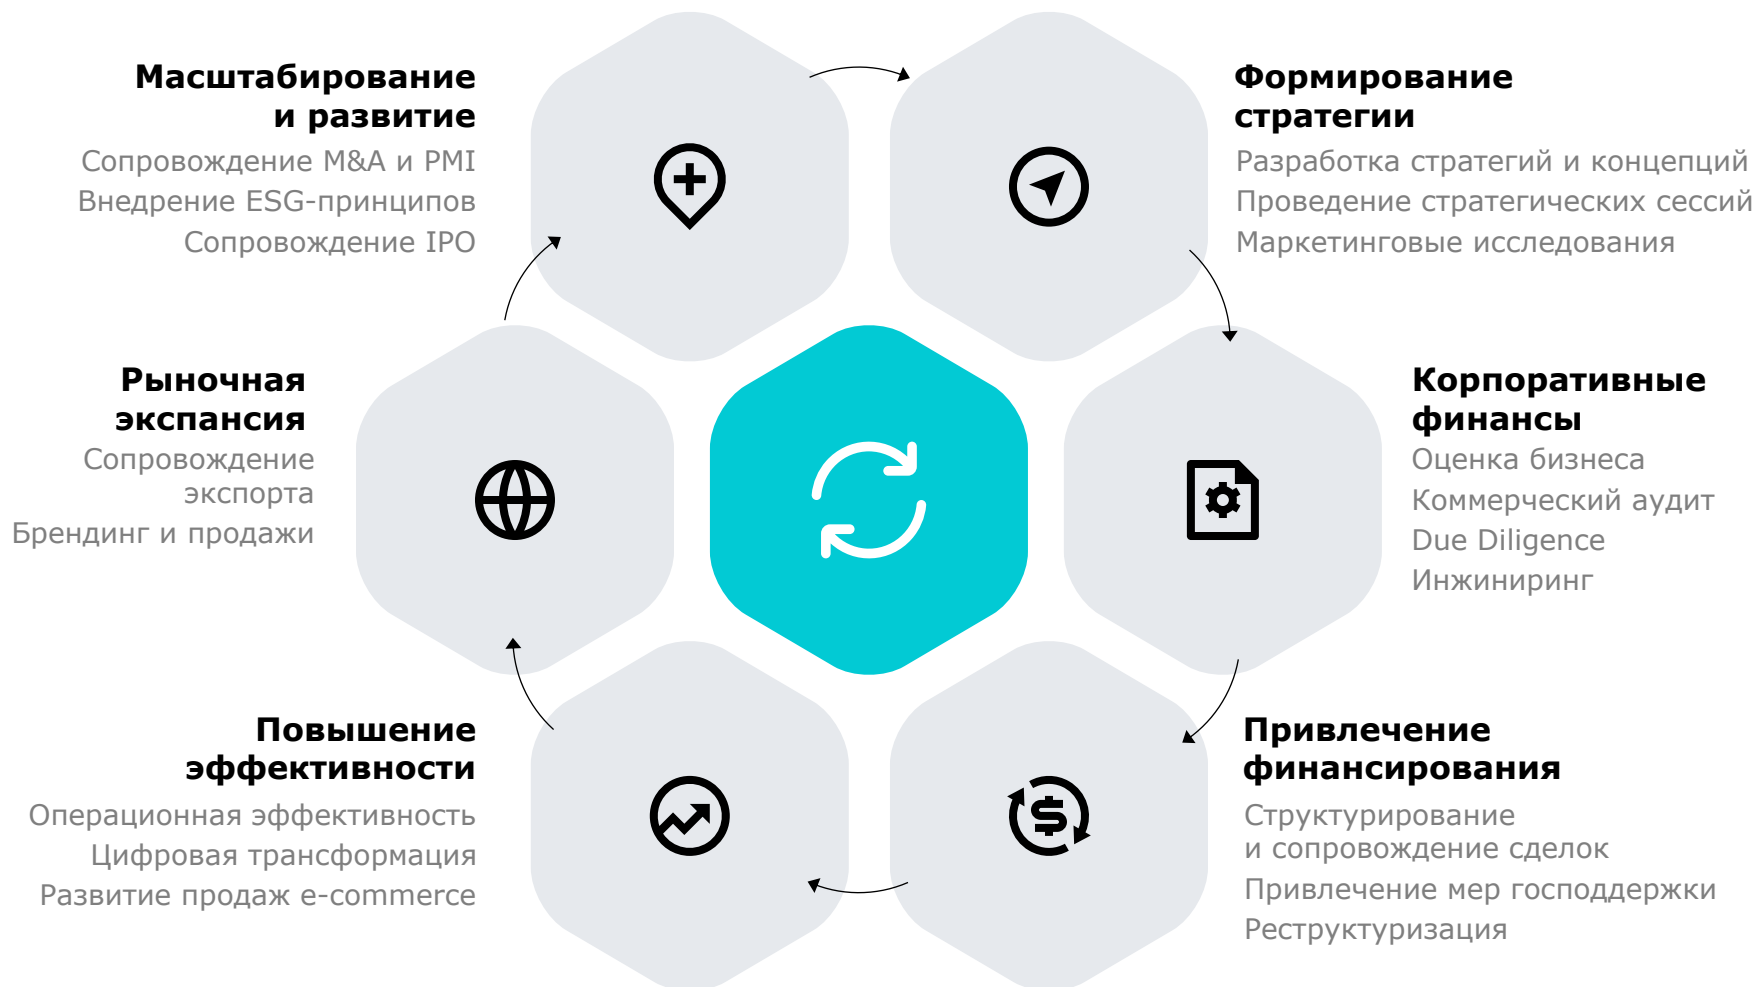 Масштабирование
и развитие
Сопровождение M&A и PMI
Внедрение ESG-принципов
Сопровождение IPO
Формирование
стратегии
Разработка стратегий и концепций
Проведение стратегических сессий
Маркетинговые исследования
Рыночная
экспансия
Сопровождение
экспорта
Брендинг и продажи
Корпоративные
финансы
Оценка бизнеса
Коммерческий аудит
Due Diligence
Инжиниринг
Повышение
эффективности
Операционная эффективность
Цифровая трансформация
Развитие продаж e-commerce
Привлечение
финансирования
Структурирование
и сопровождение сделок
Привлечение мер господдержки
Реструктуризация